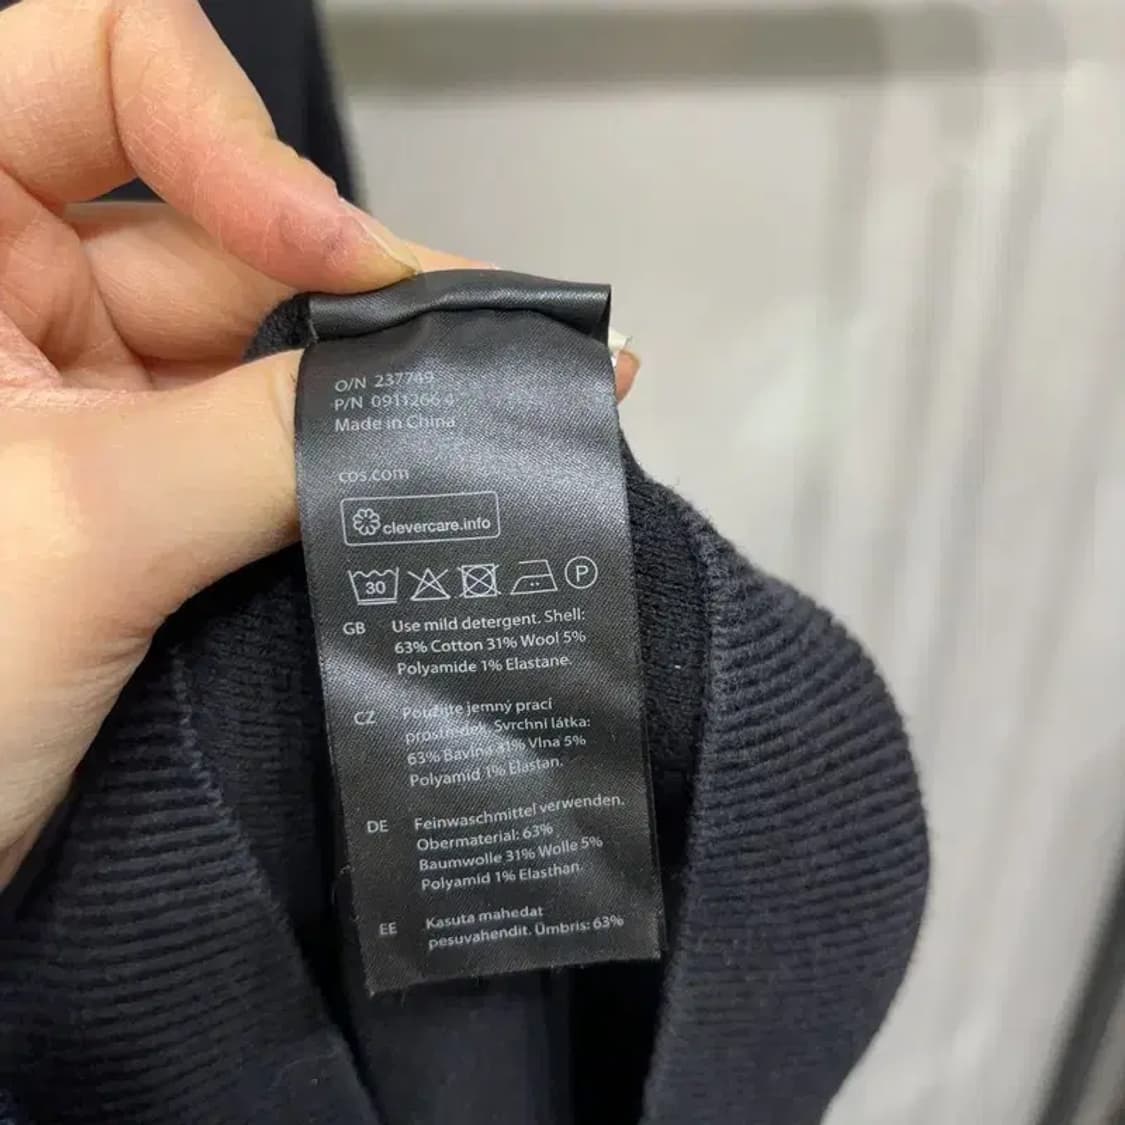 O/N 237749
P/N 0911266 4
Made in China
cos.com
clevercare.info
30
P
GB Use mild detergent. Shell:
63% Cotton 31% Wool 5%
Polyamide 1% Elastane.
CZ Použijte jemný prací
prostředek. Svrchní látka:
63% Bavlna 31% Vlna 5%
Polyamid 1% Elastan.
DE Feinwaschmittel verwenden.
Obermaterial: 63%
Baumwolle 31% Wolle 5%
Polyamid 1% Elasthan.
EE Kasuta mahedat
pesuvahendit. Ümbris: 63%